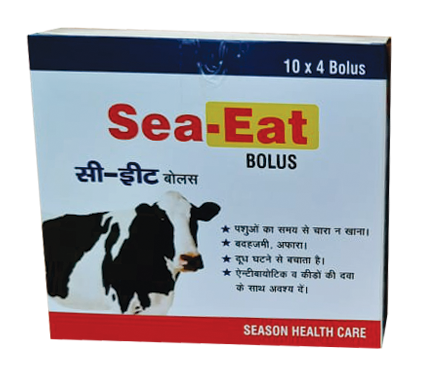 10 x 4 Bolus
Sea-Eat
BOLUS
सी-ईट बोलस
★ पशुओं का समय से चारा न खाना।
★ बदहजमी, अफारा।
★ दूध घटने से बचाता है।
★ ऐन्टीबायोटिक व कीडों की दवा
के साथ अवश्य दें।
SEASON HEALTH CARE